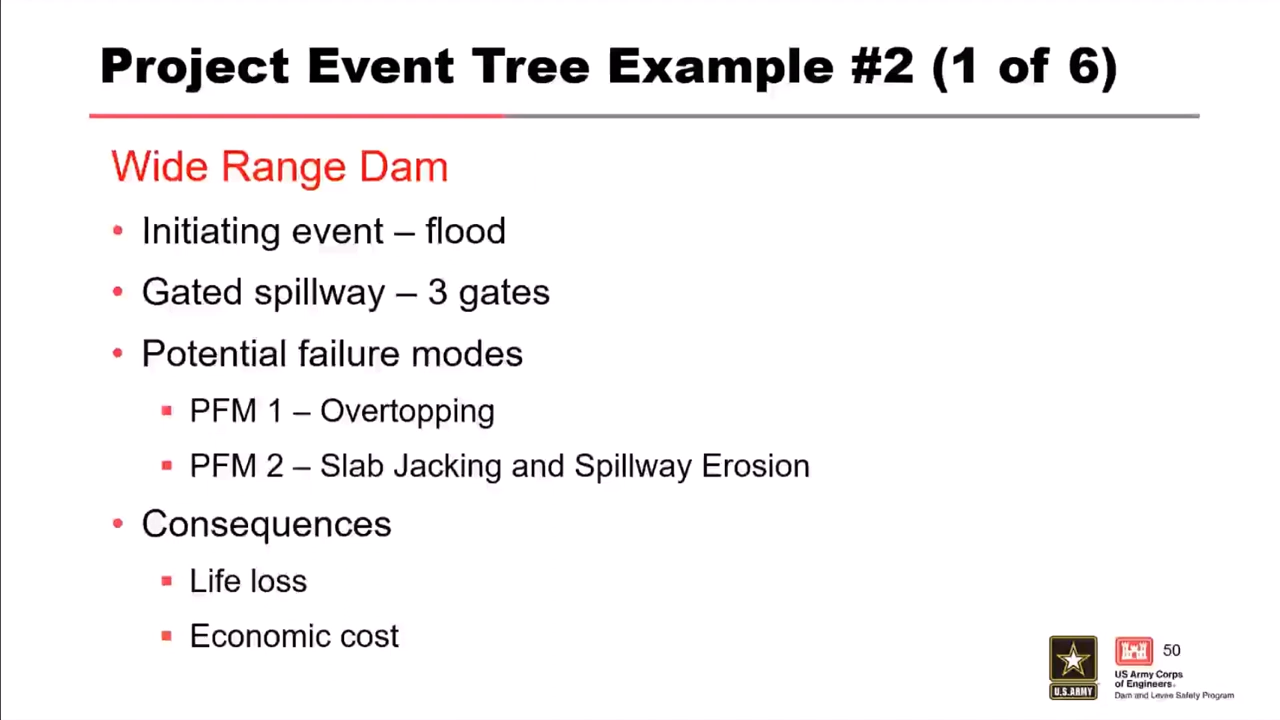 Project Event Tree Example #2 (1 of 6)
Wide Range Dam
• Initiating event – flood
• Gated spillway – 3 gates
• Potential failure modes
▪ PFM 1 – Overtopping
▪ PFM 2 – Slab Jacking and Spillway Erosion
• Consequences
▪ Life loss
▪ Economic cost
U.S.ARMY
50
US Army Corps
of Engineers.
Dam and Levee Safety Program